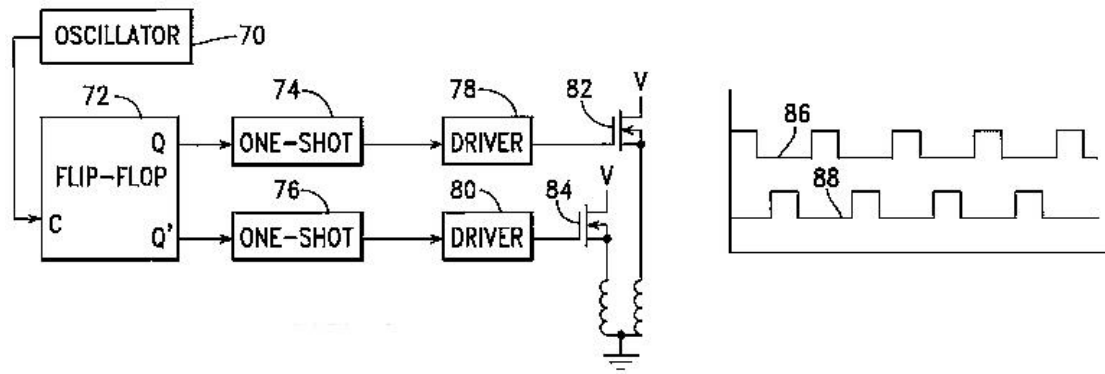 OSCILLATOR
70
72
74
78
82
V
Q
ONE-SHOT
DRIVER
86
FLIP-FLOP
76
80
84
V
88
C
Q'
ONE-SHOT
DRIVER